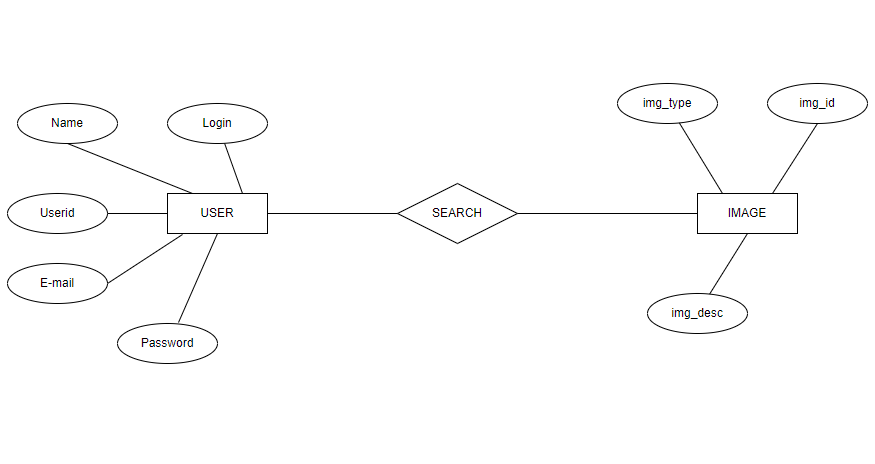 img_type
img_id
Name
Login
Userid
USER
SEARCH
IMAGE
E-mail
img_desc
Password